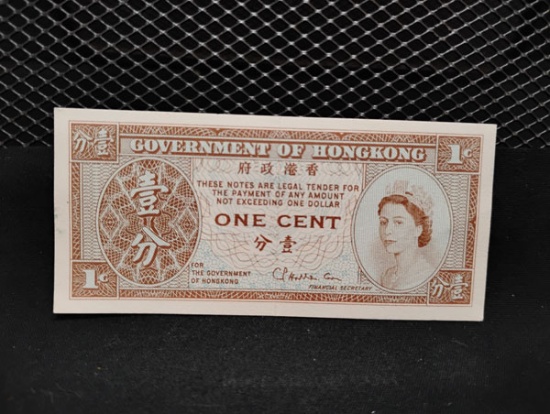 分壹
GOVERNMENT OF HONGKONG
1¢
府政港香
THESE NOTES ARE LEGAL TENDER FOR
THE PAYMENT OF ANY AMOUNT
NOT EXCEEDING ONE DOLLAR
壹
分
ONE CENT
分壹
1¢
FOR
THE GOVERNMENT
OF HONGKONG
FINANCIAL SECRETARY
分壹